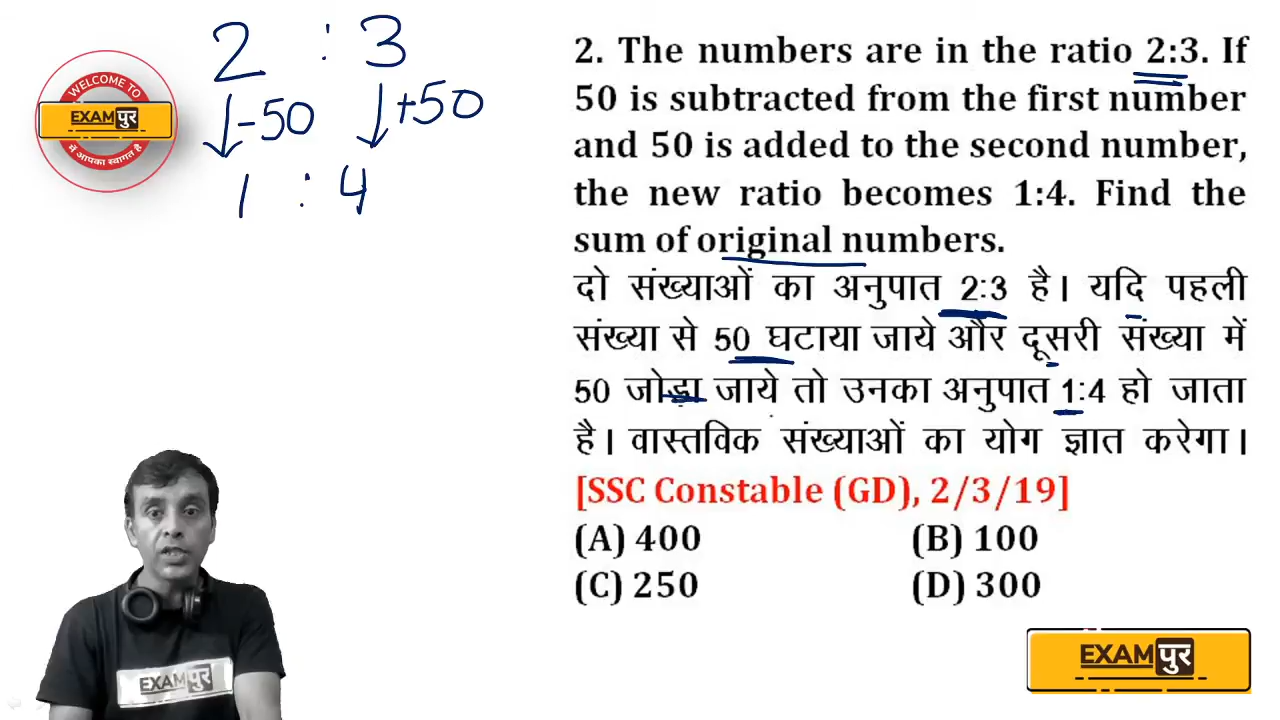 2 : 3
-50 +50
1 : 4
WELCOME TO
EXAMपुर
में आपका स्वागत है
2. The numbers are in the ratio 2:3. If
50 is subtracted from the first number
and 50 is added to the second number,
the new ratio becomes 1:4. Find the
sum of original numbers.
दो संख्याओं का अनुपात 2:3 है। यदि पहली
संख्या से 50 घटाया जाये और दूसरी संख्या में
50 जोड़ा जाये तो उनका अनुपात 1:4 हो जाता
है। वास्तविक संख्याओं का योग ज्ञात करेगा।
[SSC Constable (GD), 2/3/19]
(A) 400 (B) 100
(C) 250 (D) 300
EXAMपुर
EXAMपुर